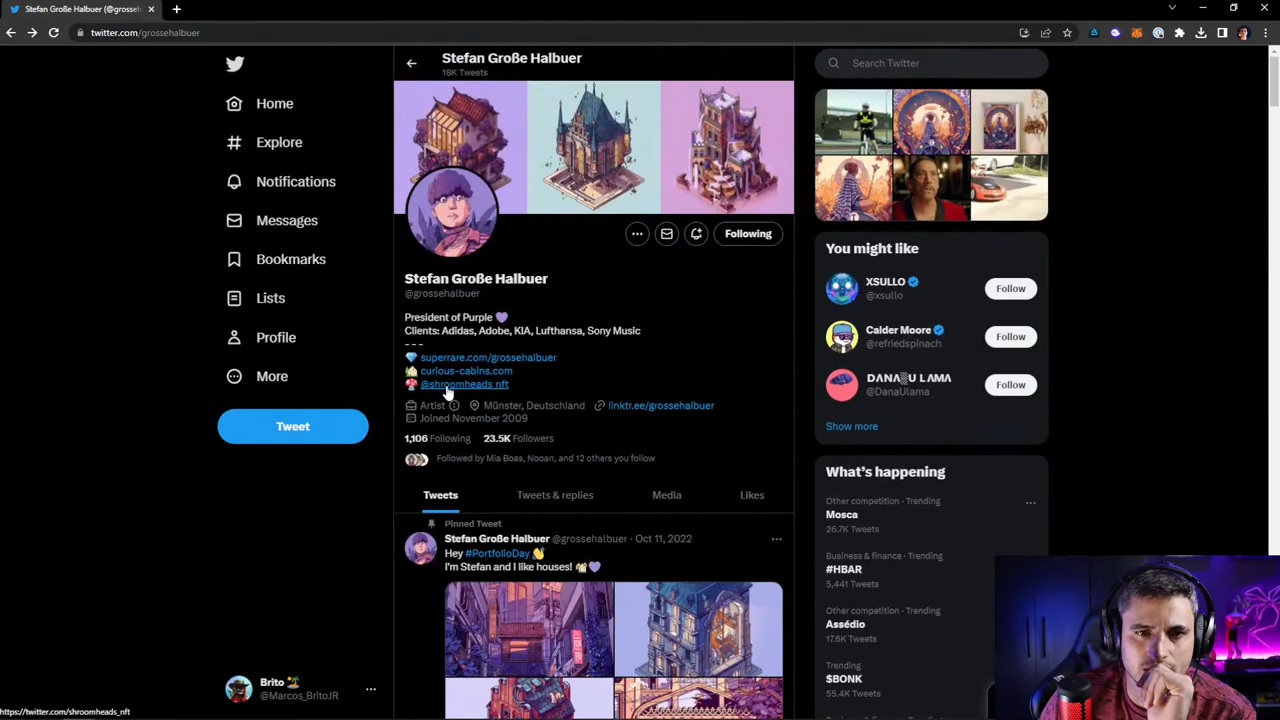 Stefan Große Halbuer (@grosse
twitter.com/grossehalbuer
Home
Explore
Notifications
Messages
Bookmarks
Lists
Profile
More
Tweet
Brito
@Marcos_BritoJR
https://twitter.com/shroomheads_nft
Stefan Große Halbuer
18K Tweets
Following
Stefan Große Halbuer
@grossehalbuer
President of Purple
Clients: Adidas, Adobe, KIA, Lufthansa, Sony Music
---
superrare.com/grossehalbuer
curious-cabins.com
@shroomheads_nft
Artist Münster, Deutschland linktr.ee/grossehalbuer
Joined November 2009
1,106 Following 23.5K Followers
Followed by Mia Boas, Nooan, and 12 others you follow
Tweets Tweets & replies Media Likes
Pinned Tweet
Stefan Große Halbuer @grossehalbuer · Oct 11, 2022
Hey #PortfolioDay
I'm Stefan and I like houses!
Search Twitter
You might like
XSULLO
@xsullo
Follow
Calder Moore
@refriedspinach
Follow
DΛNΛ▒U LΛMΛ
@DanaUlama
Follow
Show more
What's happening
Other competition · Trending
Mosca
26.7K Tweets
Business & finance · Trending
#HBAR
5,441 Tweets
Other competition · Trending
Assédio
17.6K Tweets
Trending
$BONK
55.4K Tweets